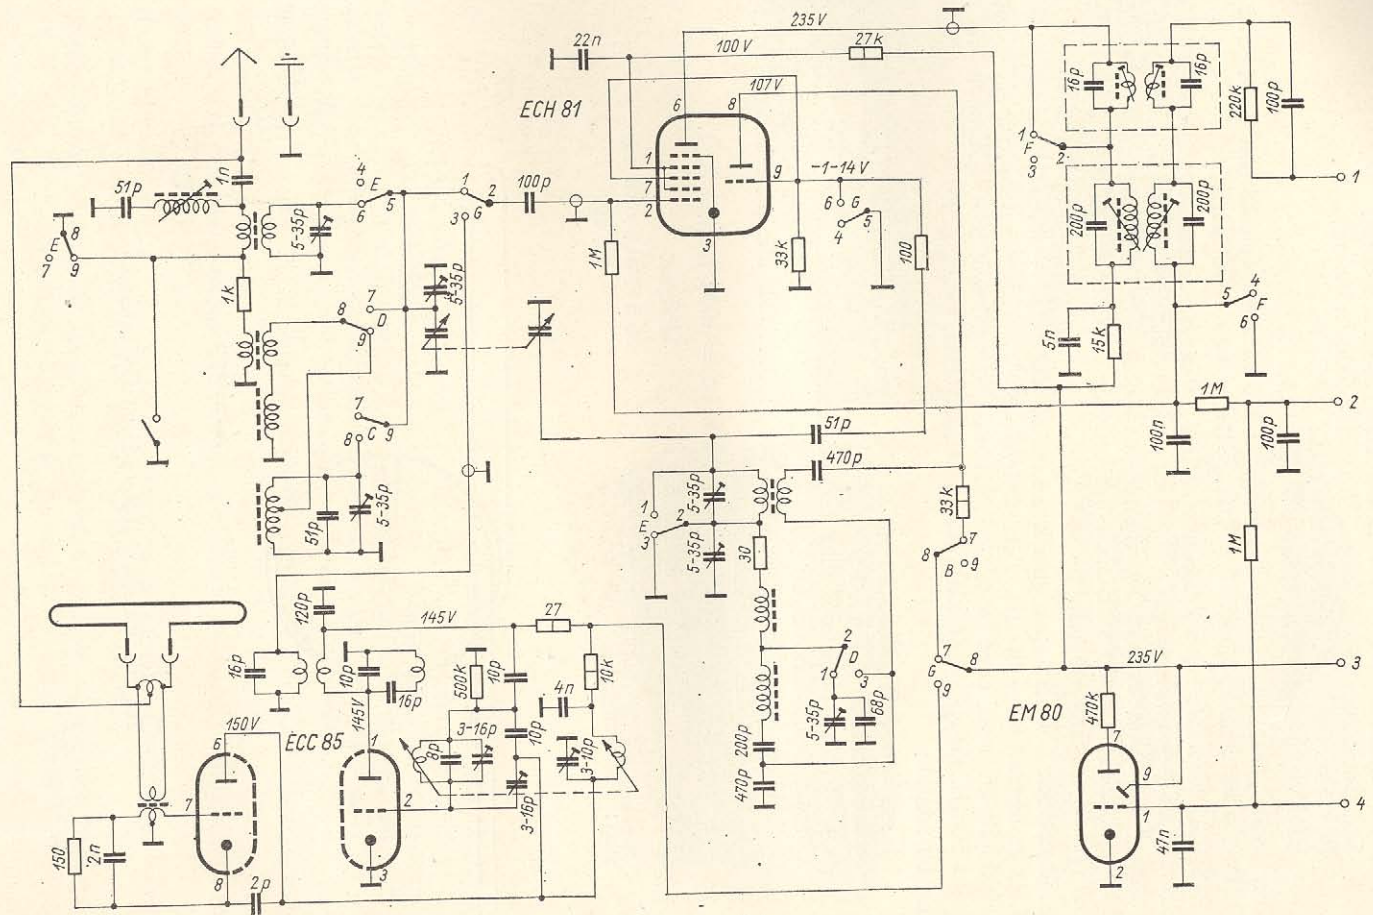 235V
22n
100V
27k
107V
ECH 81
6
8
1
7
2
9
3
-1-14V
6
G
5
4
33k
100
1M
100p
1
2
3
G
16p
16p
220k
100p
1
F
2
3
1
200p
200p
5n
15k
5
4
F
6
1M
2
100n
100p
1M
51p
1n
4
E
5
6
5-35p
E
8
7
9
1k
5-35p
7
8
D
9
7
C
9
8
51p
5-35p
51p
470p
33k
1
E
2
3
5-35p
5-35p
30
7
8
B
9
2
1
D
3
5-35p
68p
200p
470p
7
G
8
9
235V
3
EM 80
470k
7
9
1
2
47n
4
120p
145V
27
16p
10p
16p
145V
500k
10p
10k
4n
3-16p
8p
10p
3-10p
3-16p
150V
6
ECC 85
1
7
2
8
3
150
2n
2p